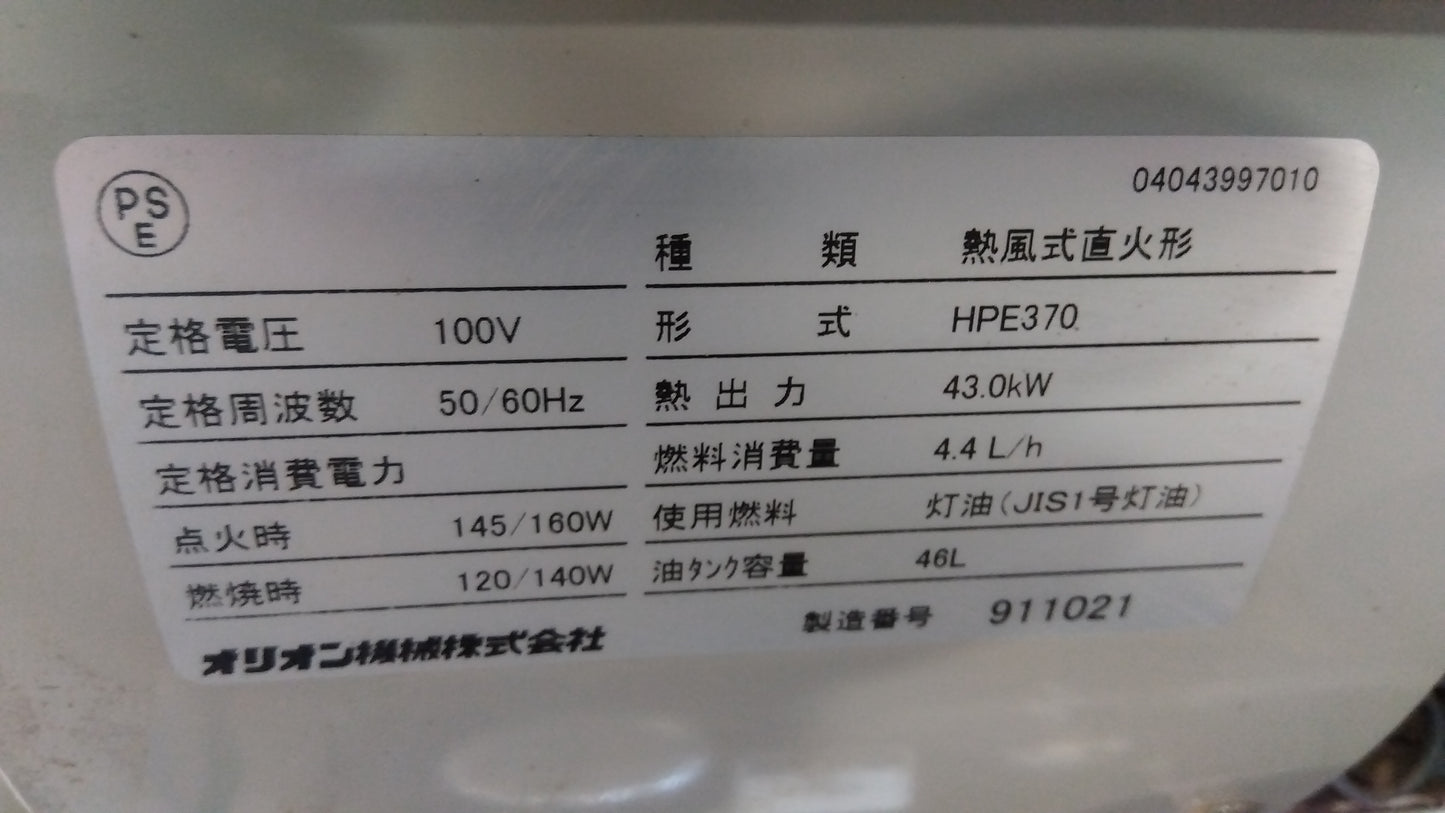 PS
E
04043997010
種類 熱風式直火形
定格電圧 100V
形式 HPE370
定格周波数 50/60Hz
熱出力 43.0kW
定格消費電力
燃料消費量 4.4 L/h
点火時 145/160W
使用燃料 灯油(JIS1号灯油)
燃焼時 120/140W
油タンク容量 46L
オリオン機械株式会社
製造番号 911021